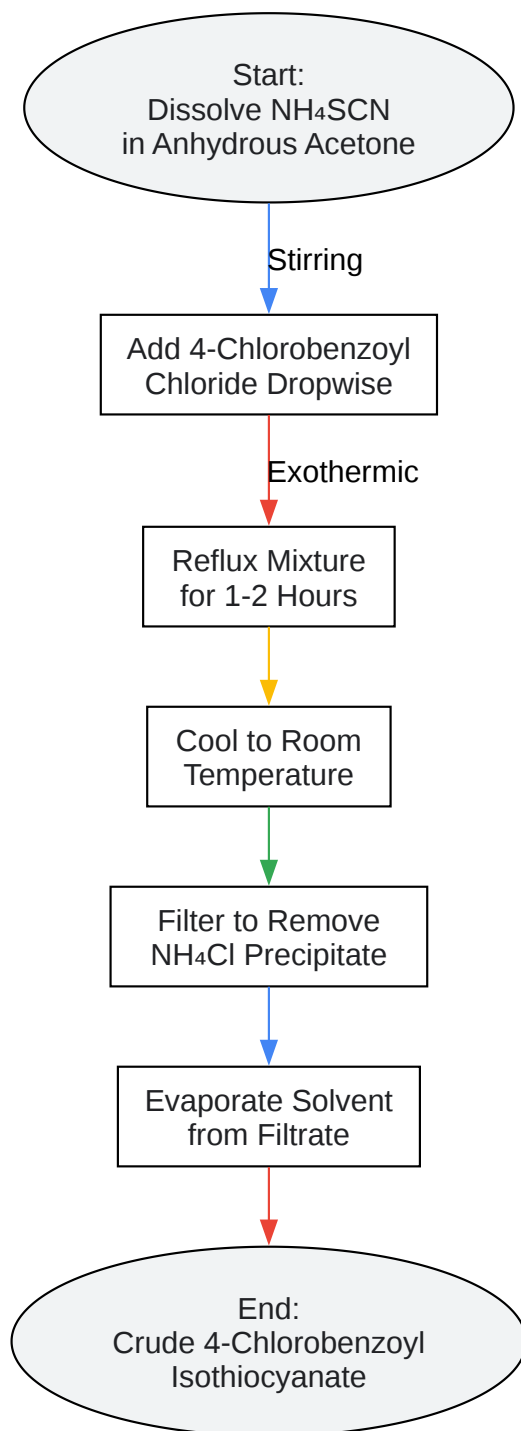 Start:
Dissolve NH₄SCN
in Anhydrous Acetone
Stirring
Add 4-Chlorobenzoyl
Chloride Dropwise
Exothermic
Reflux Mixture
for 1-2 Hours
Cool to Room
Temperature
Filter to Remove
NH₄Cl Precipitate
Evaporate Solvent
from Filtrate
End:
Crude 4-Chlorobenzoyl
Isothiocyanate